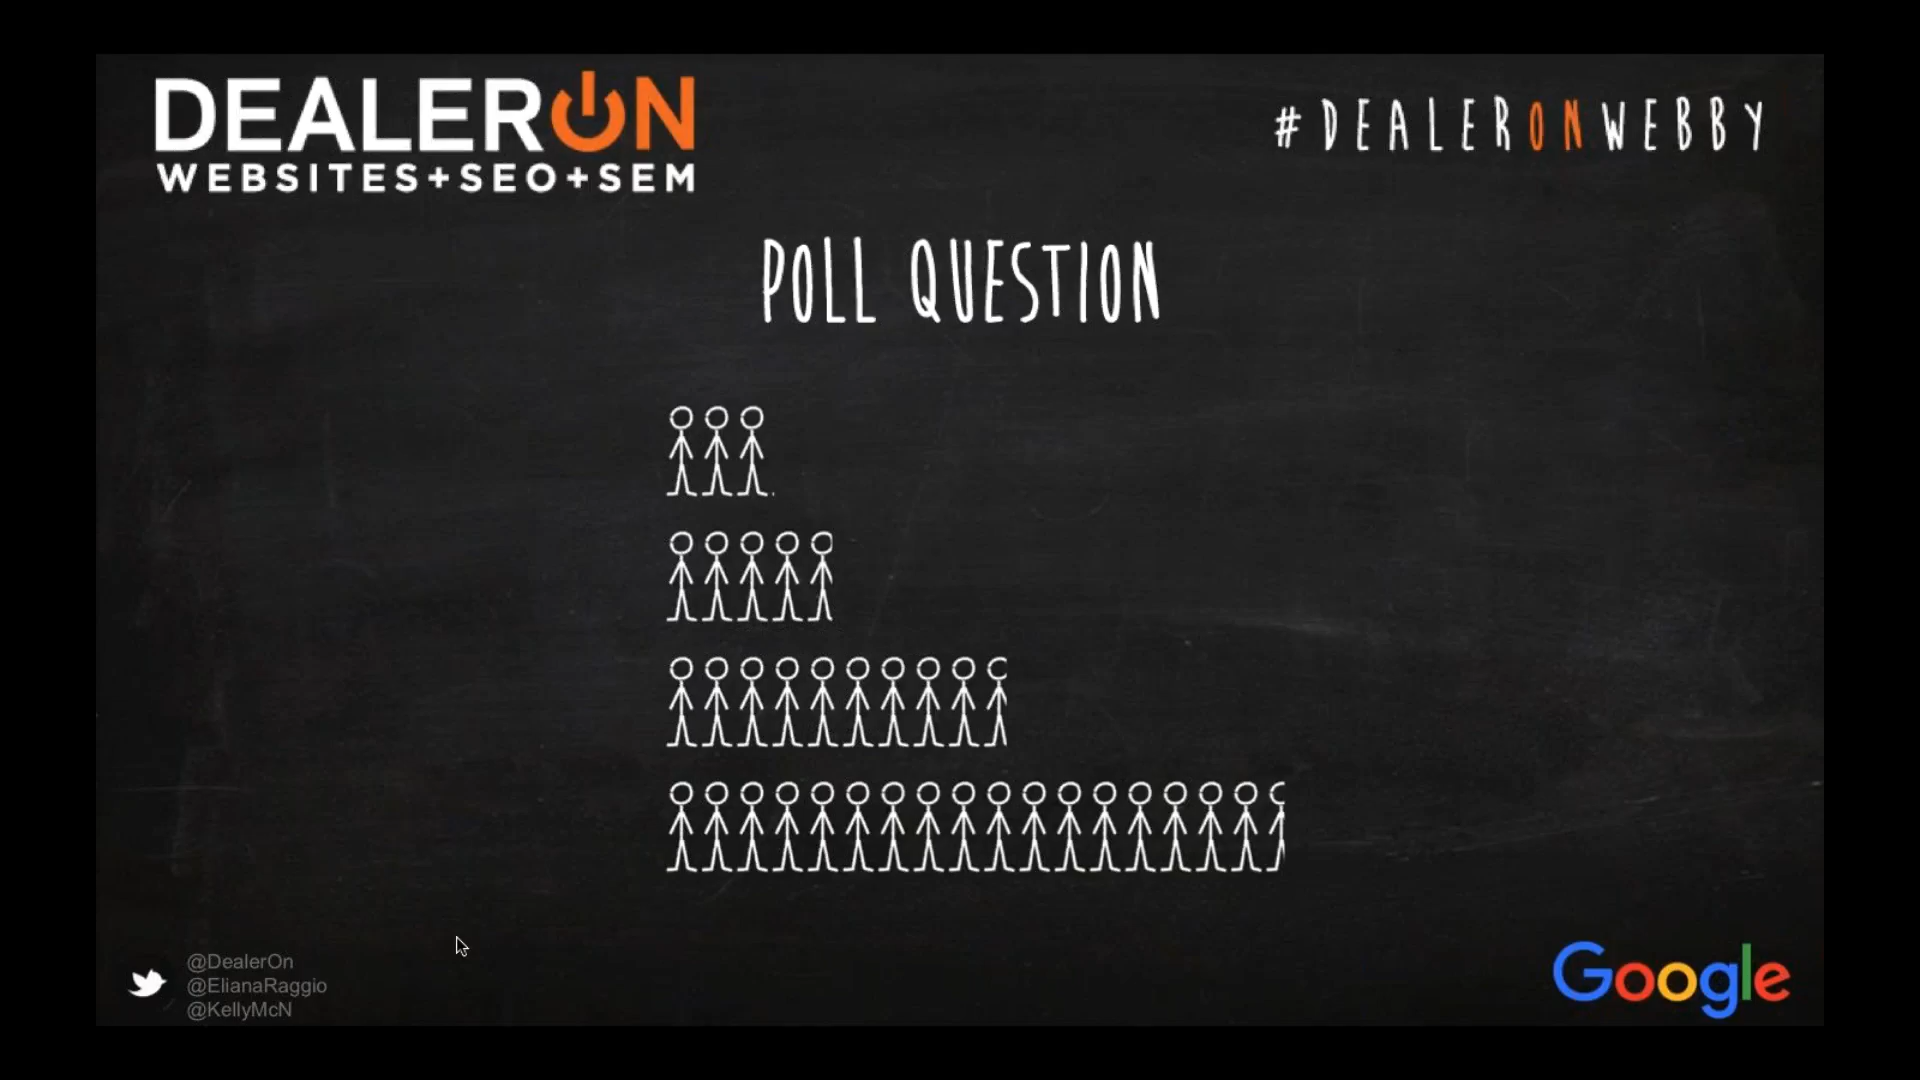 DEALERON
WEBSITES+SEO+SEM
#DEALERONWEBBY
POLL QUESTION
@DealerOn
@ElianaRaggio
@KellyMcN
Google